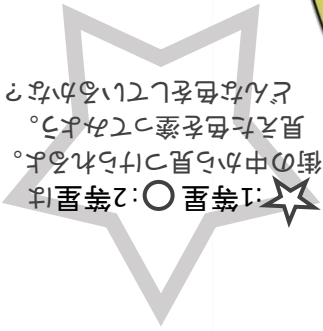 ☆:1等星 ○:2等星は
街の中から見つけられるよ。
見えた色を塗ってみよう。
どんな色をしているかな？